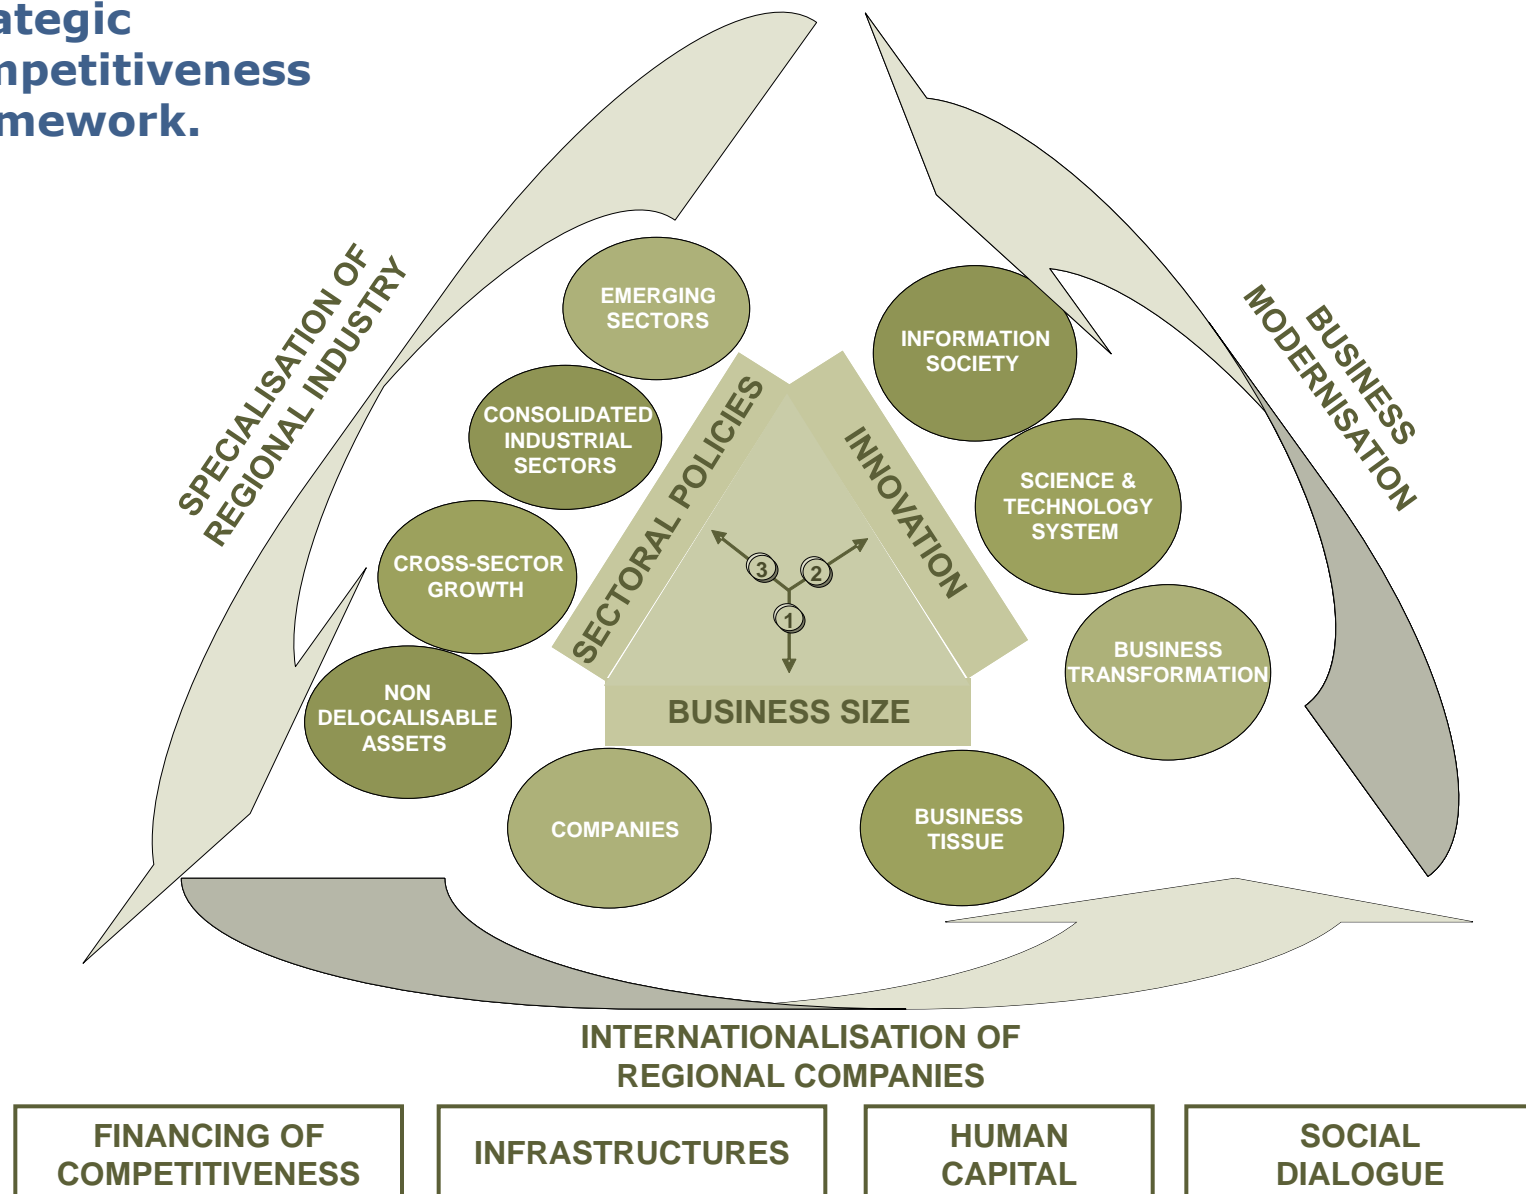 ategic
mpetitiveness
mework.
SPECIALISATION OF
REGIONAL INDUSTRY
EMERGING
SECTORS
CONSOLIDATED
INDUSTRIAL
SECTORS
CROSS-SECTOR
GROWTH
NON
DELOCALISABLE
ASSETS
SECTORAL POLICIES
INNOVATION
3
2
1
BUSINESS SIZE
INFORMATION
SOCIETY
SCIENCE &
TECHNOLOGY
SYSTEM
BUSINESS
TRANSFORMATION
BUSINESS
MODERNISATION
COMPANIES
BUSINESS
TISSUE
INTERNATIONALISATION OF
REGIONAL COMPANIES
FINANCING OF
COMPETITIVENESS
INFRASTRUCTURES
HUMAN
CAPITAL
SOCIAL
DIALOGUE